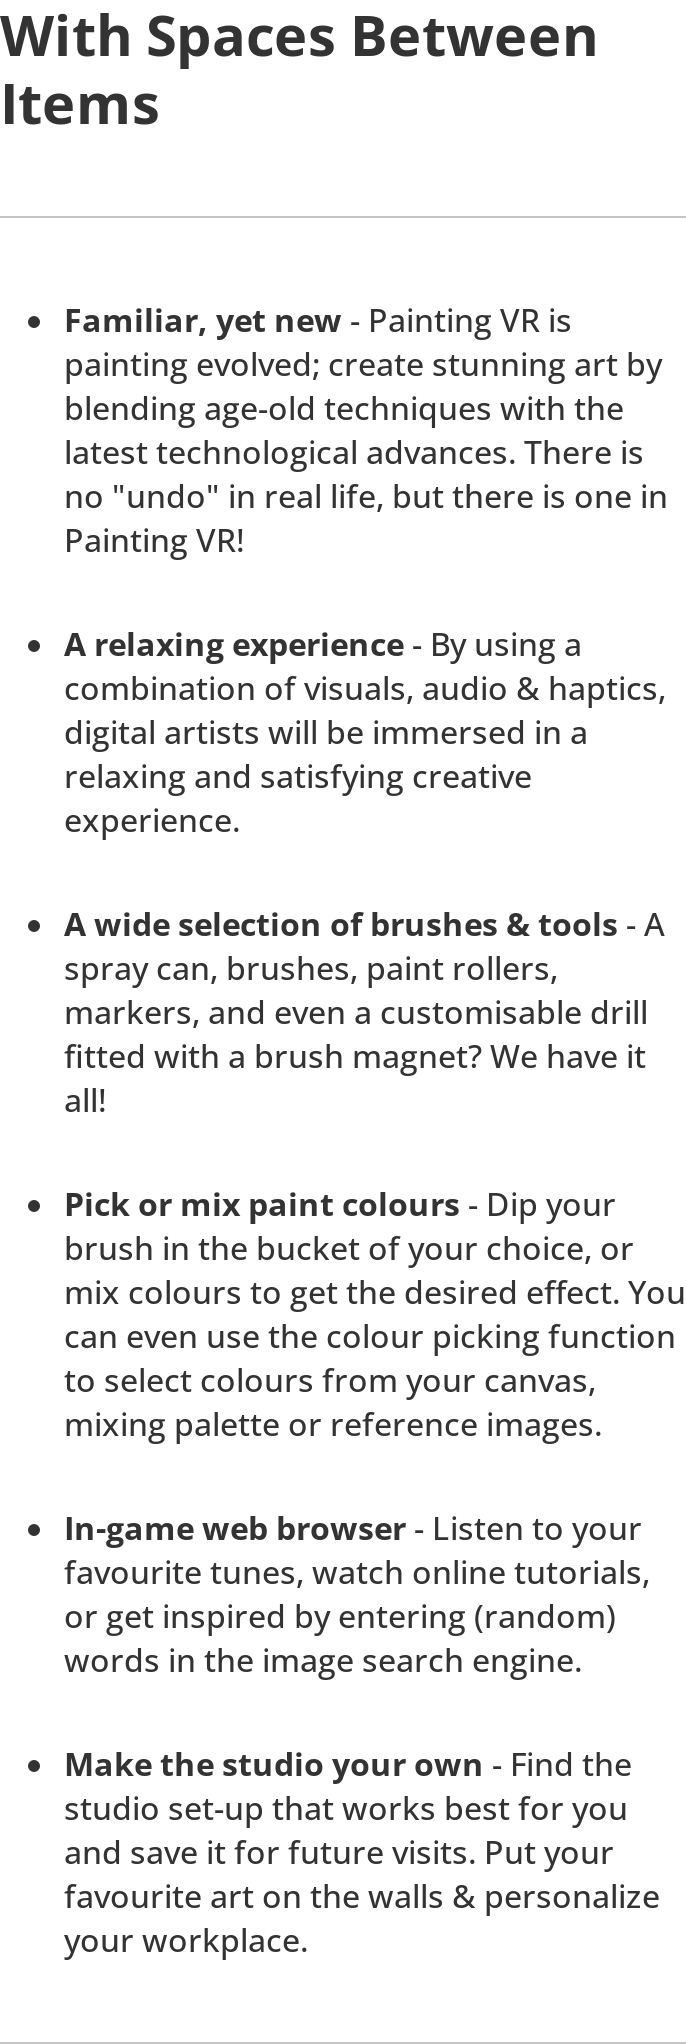 With Spaces Between
Items
• Familiar, yet new - Painting VR is
painting evolved; create stunning art by
blending age-old techniques with the
latest technological advances. There is
no "undo" in real life, but there is one in
Painting VR!
• A relaxing experience - By using a
combination of visuals, audio & haptics,
digital artists will be immersed in a
relaxing and satisfying creative
experience.
• A wide selection of brushes & tools - A
spray can, brushes, paint rollers,
markers, and even a customisable drill
fitted with a brush magnet? We have it
all!
• Pick or mix paint colours - Dip your
brush in the bucket of your choice, or
mix colours to get the desired effect. You
can even use the colour picking function
to select colours from your canvas,
mixing palette or reference images.
• In-game web browser - Listen to your
favourite tunes, watch online tutorials,
or get inspired by entering (random)
words in the image search engine.
• Make the studio your own - Find the
studio set-up that works best for you
and save it for future visits. Put your
favourite art on the walls & personalize
your workplace.